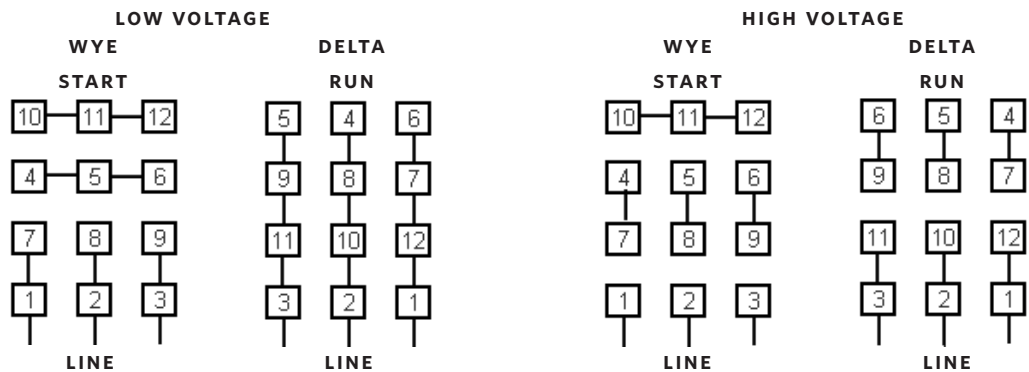 LOW VOLTAGE HIGH VOLTAGE
WYE DELTA WYE DELTA
START RUN START RUN
10 11 12 5 4 6 10 11 12 6 5 4
4 5 6 9 8 7 4 5 6 9 8 7
7 8 9 11 10 12 7 8 9 11 10 12
1 2 3 3 2 1 1 2 3 3 2 1
LINE LINE LINE LINE